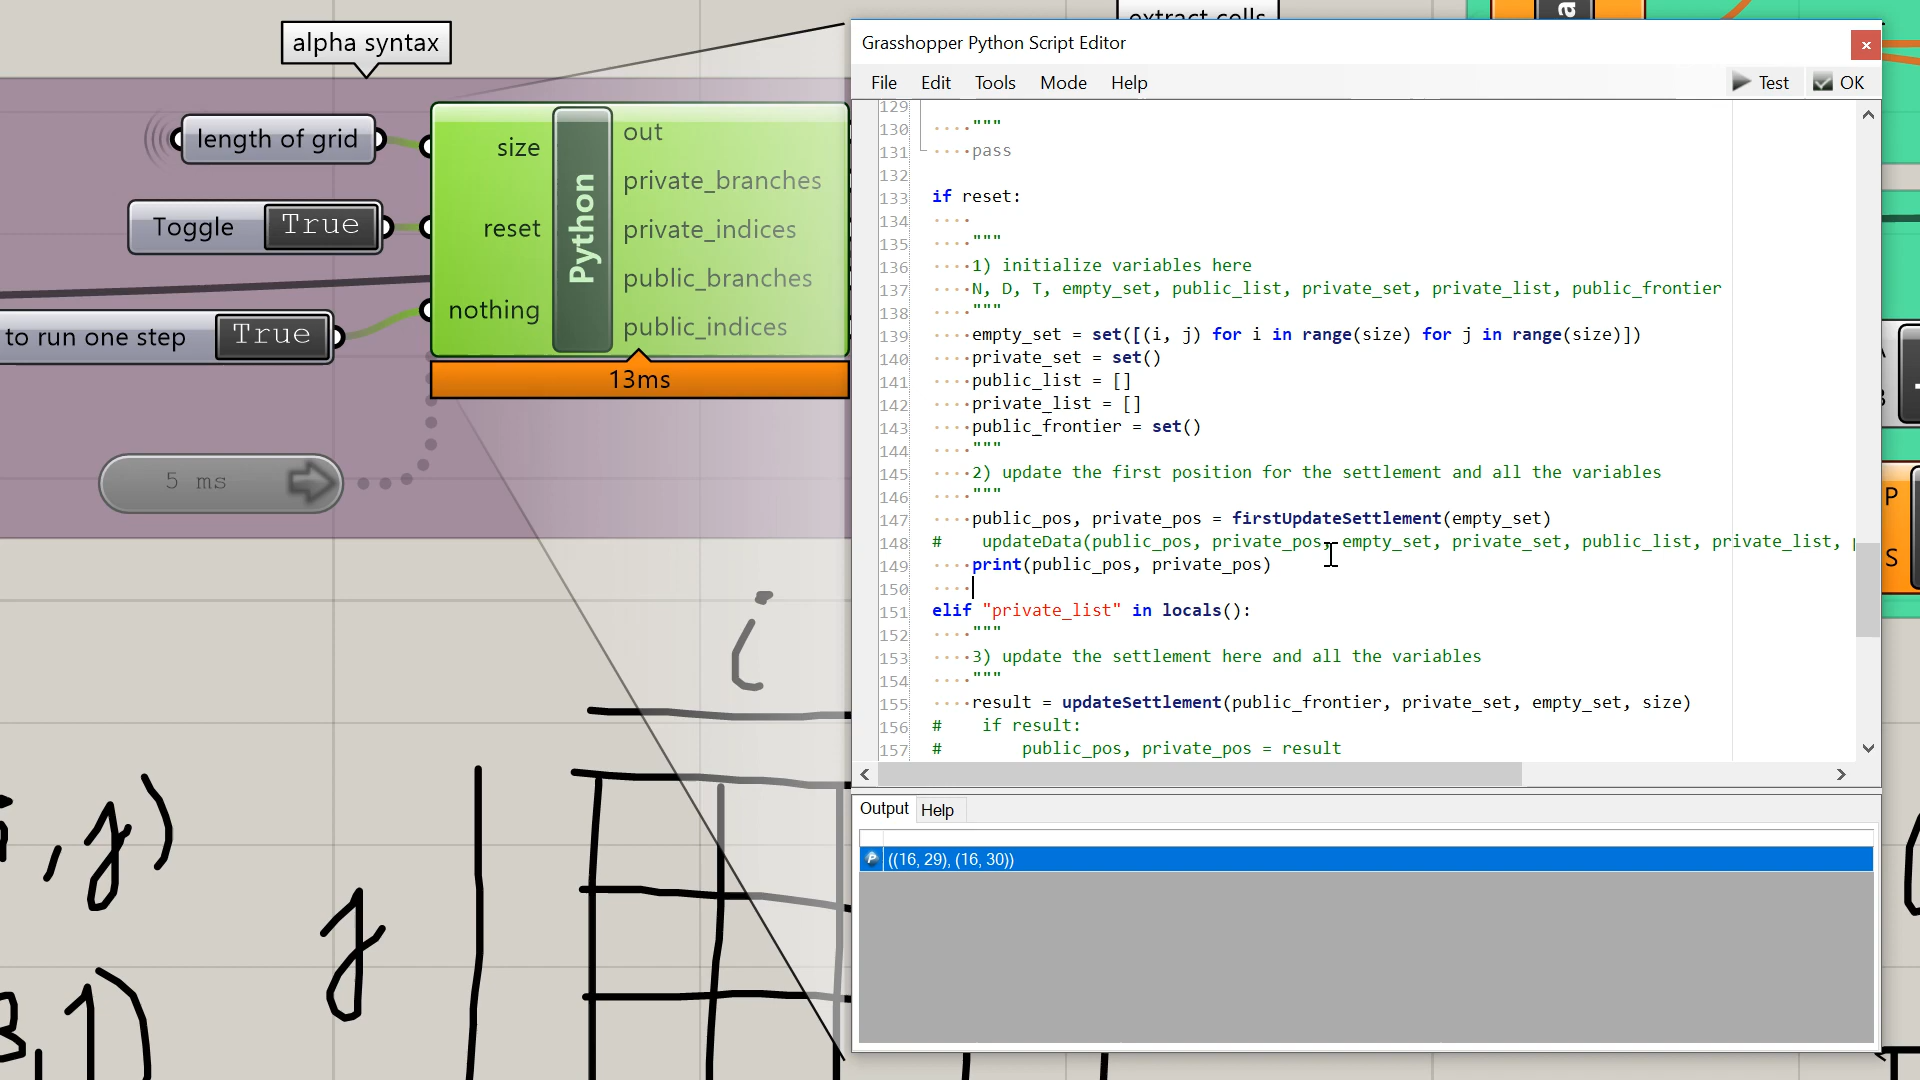 alpha syntax
extract cells
a
length of grid
Toggle True
to run one step True
5 ms
size
reset
nothing
Python
out
private_branches
private_indices
public_branches
public_indices
13ms
Grasshopper Python Script Editor
x
File Edit Tools Mode Help
Test OK
129
130 """
131 pass
132
133 if reset:
134
135 """
136 1) initialize variables here
137 N, D, T, empty_set, public_list, private_set, private_list, public_frontier
138 """
139 empty_set = set([(i, j) for i in range(size) for j in range(size)])
140 private_set = set()
141 public_list = []
142 private_list = []
143 public_frontier = set()
144 """
145 2) update the first position for the settlement and all the variables
146 """
147 public_pos, private_pos = firstUpdateSettlement(empty_set)
148 # updateData(public_pos, private_pos, empty_set, private_set, public_list, private_list,
149 print(public_pos, private_pos)
150
151 elif "private_list" in locals():
152 """
153 3) update the settlement here and all the variables
154 """
155 result = updateSettlement(public_frontier, private_set, empty_set, size)
156 # if result:
157 # public_pos, private_pos = result
Output Help
((16, 29), (16, 30))
P
S
i
, j)
j
3, 1)